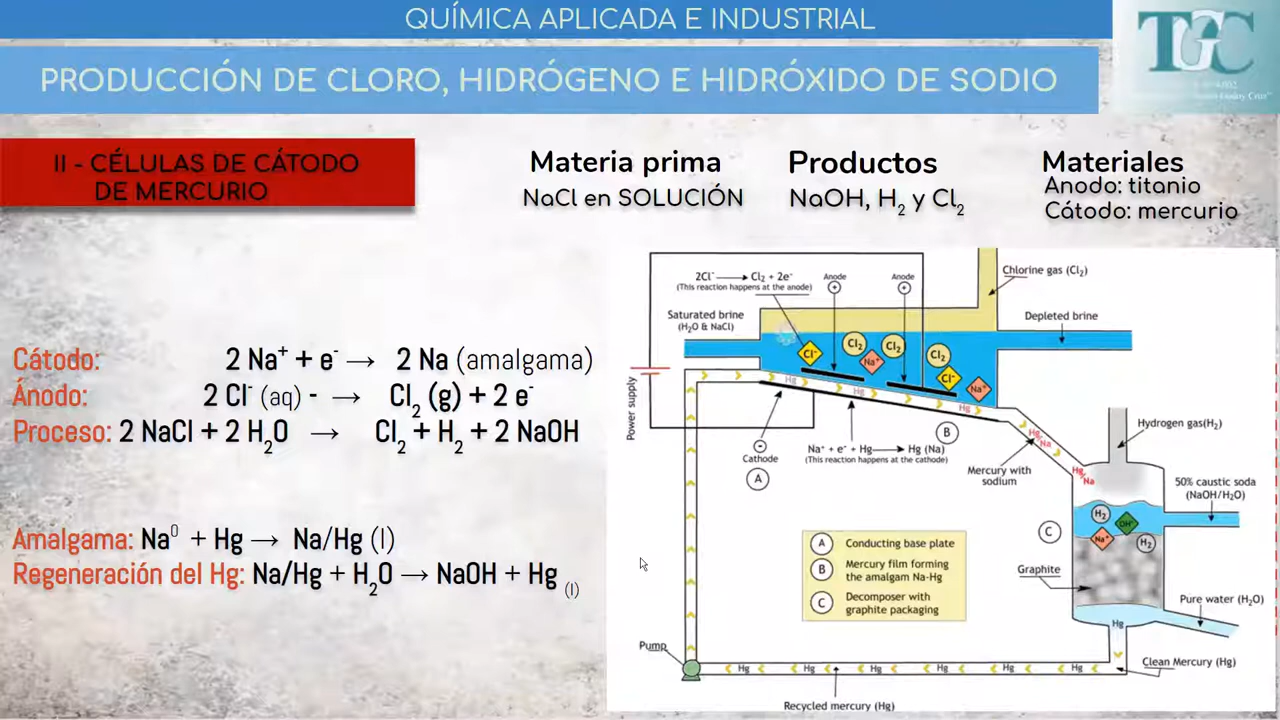 QUÍMICA APLICADA E INDUSTRIAL
TGC
PRODUCCIÓN DE CLORO, HIDRÓGENO E HIDRÓXIDO DE SODIO
II - CÉLULAS DE CÁTODO
DE MERCURIO
Materia prima
NaCl en SOLUCIÓN
Productos
NaOH, H₂ y Cl₂
Materiales
Anodo: titanio
Cátodo: mercurio
Cátodo: 2 Na⁺ + e⁻ → 2 Na (amalgama)
Ánodo: 2 Cl⁻ (aq) - → Cl₂ (g) + 2 e⁻
Proceso: 2 NaCl + 2 H₂O → Cl₂ + H₂ + 2 NaOH
Amalgama: Na⁰ + Hg → Na/Hg (l)
Regeneración del Hg: Na/Hg + H₂O → NaOH + Hg (l)
2Cl⁻ → Cl₂ + 2e⁻
(This reaction happens at the anode)
Anode
+
Anode
+
Chlorine gas (Cl₂)
Saturated brine
(H₂O & NaCl)
Depleted brine
Cl⁻
Cl₂
Na⁺
Cl₂
Cl₂
Cl⁻
Na⁺
Hg
Hg
Hg
Power supply
−
Cathode
A
Na⁺ + e⁻ + Hg → Hg (Na)
(This reaction happens at the cathode)
B
Mercury with
sodium
Hg/Na
Hg/Na
Hydrogen gas(H₂)
50% caustic soda
(NaOH/H₂O)
H₂
OH⁻
Na⁺
H₂
C
Graphite
A Conducting base plate
B Mercury film forming
the amalgam Na-Hg
C Decomposer with
graphite packaging
Pure water (H₂O)
Hg
Pump
Hg Hg Hg Hg Hg Hg
Clean Mercury (Hg)
Recycled mercury (Hg)